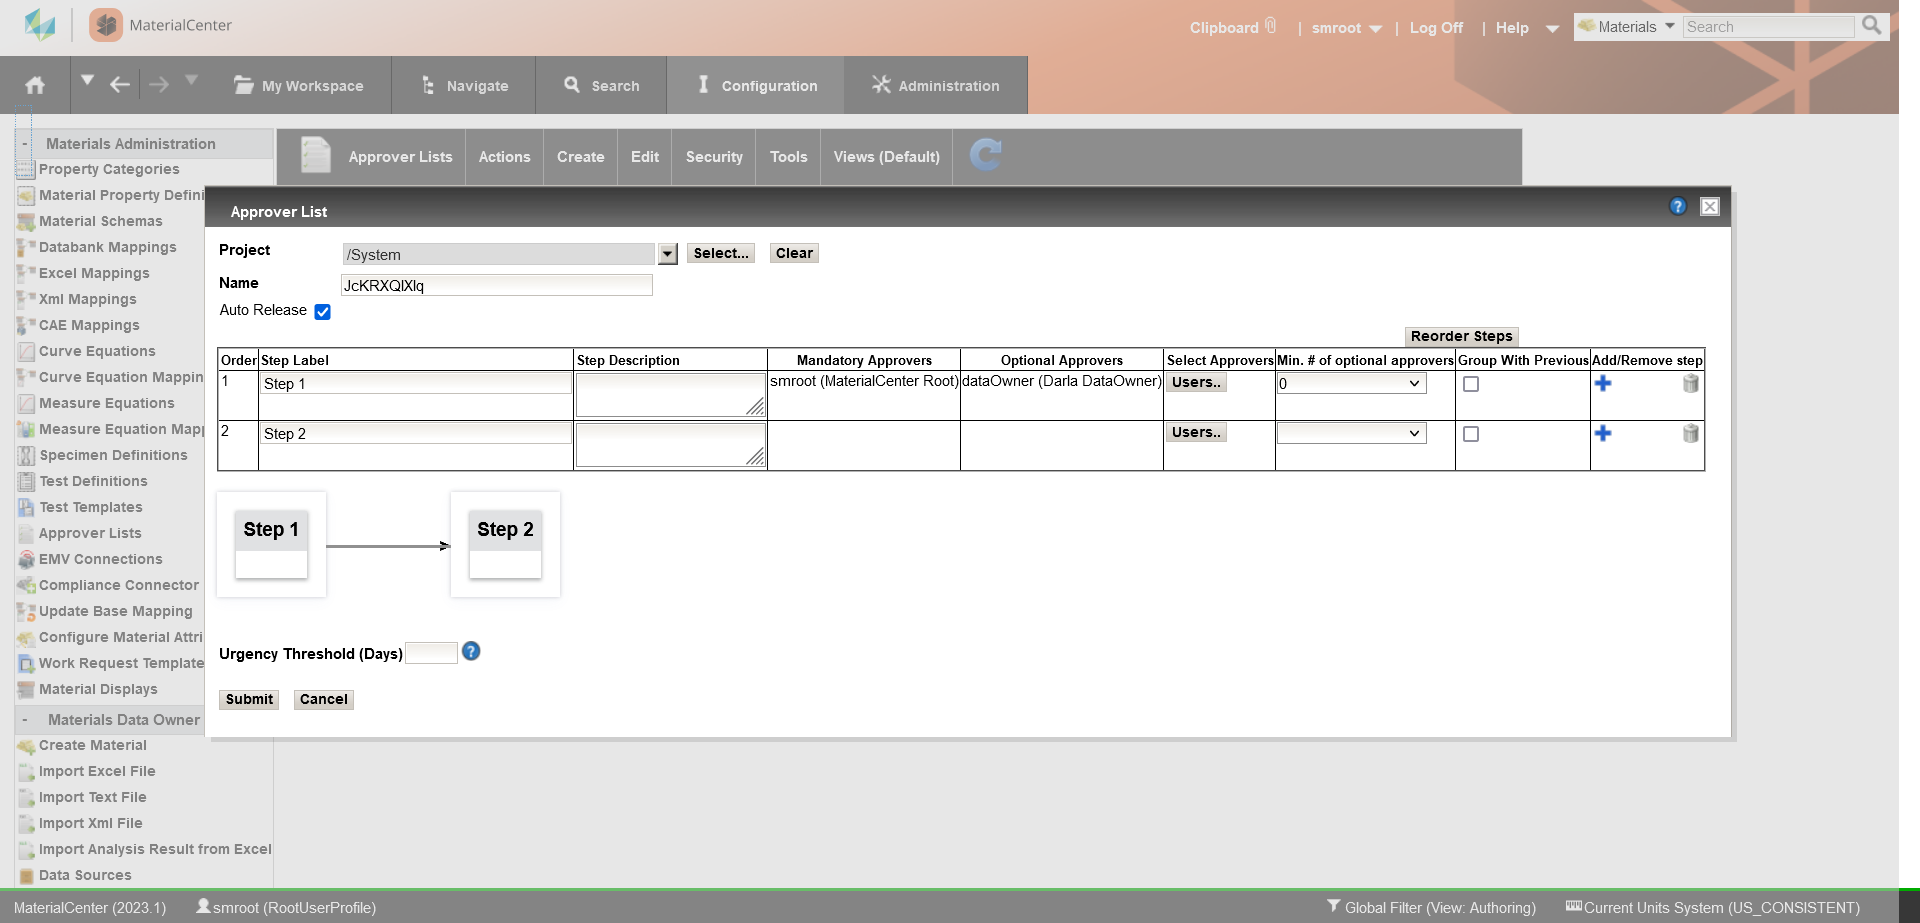 MaterialCenter
Clipboard | smroot | Log Off | Help Materials Search
My Workspace Navigate Search Configuration Administration
- Materials Administration
Approver Lists Actions Create Edit Security Tools Views (Default)
Property Categories
Material Property Defini
Material Schemas
Databank Mappings
Excel Mappings
Xml Mappings
CAE Mappings
Curve Equations
Curve Equation Mappin
Measure Equations
Measure Equation Mapp
Specimen Definitions
Test Definitions
Test Templates
Approver Lists
EMV Connections
Compliance Connector
Update Base Mapping
Configure Material Attri
Work Request Template
Material Displays
- Materials Data Owner
Create Material
Import Excel File
Import Text File
Import Xml File
Import Analysis Result from Excel
Data Sources
Approver List ?
Project /System Select... Clear
Name JcKRXQlXlq
Auto Release
Reorder Steps
Order Step Label Step Description Mandatory Approvers Optional Approvers Select Approvers Min. # of optional approvers Group With Previous Add/Remove step
1 Step 1 smroot (MaterialCenter Root) dataOwner (Darla DataOwner) Users.. 0
2 Step 2 Users..
Step 1 Step 2
Urgency Threshold (Days) ?
Submit Cancel
MaterialCenter (2023.1) smroot (RootUserProfile) Global Filter (View: Authoring) Current Units System (US_CONSISTENT)